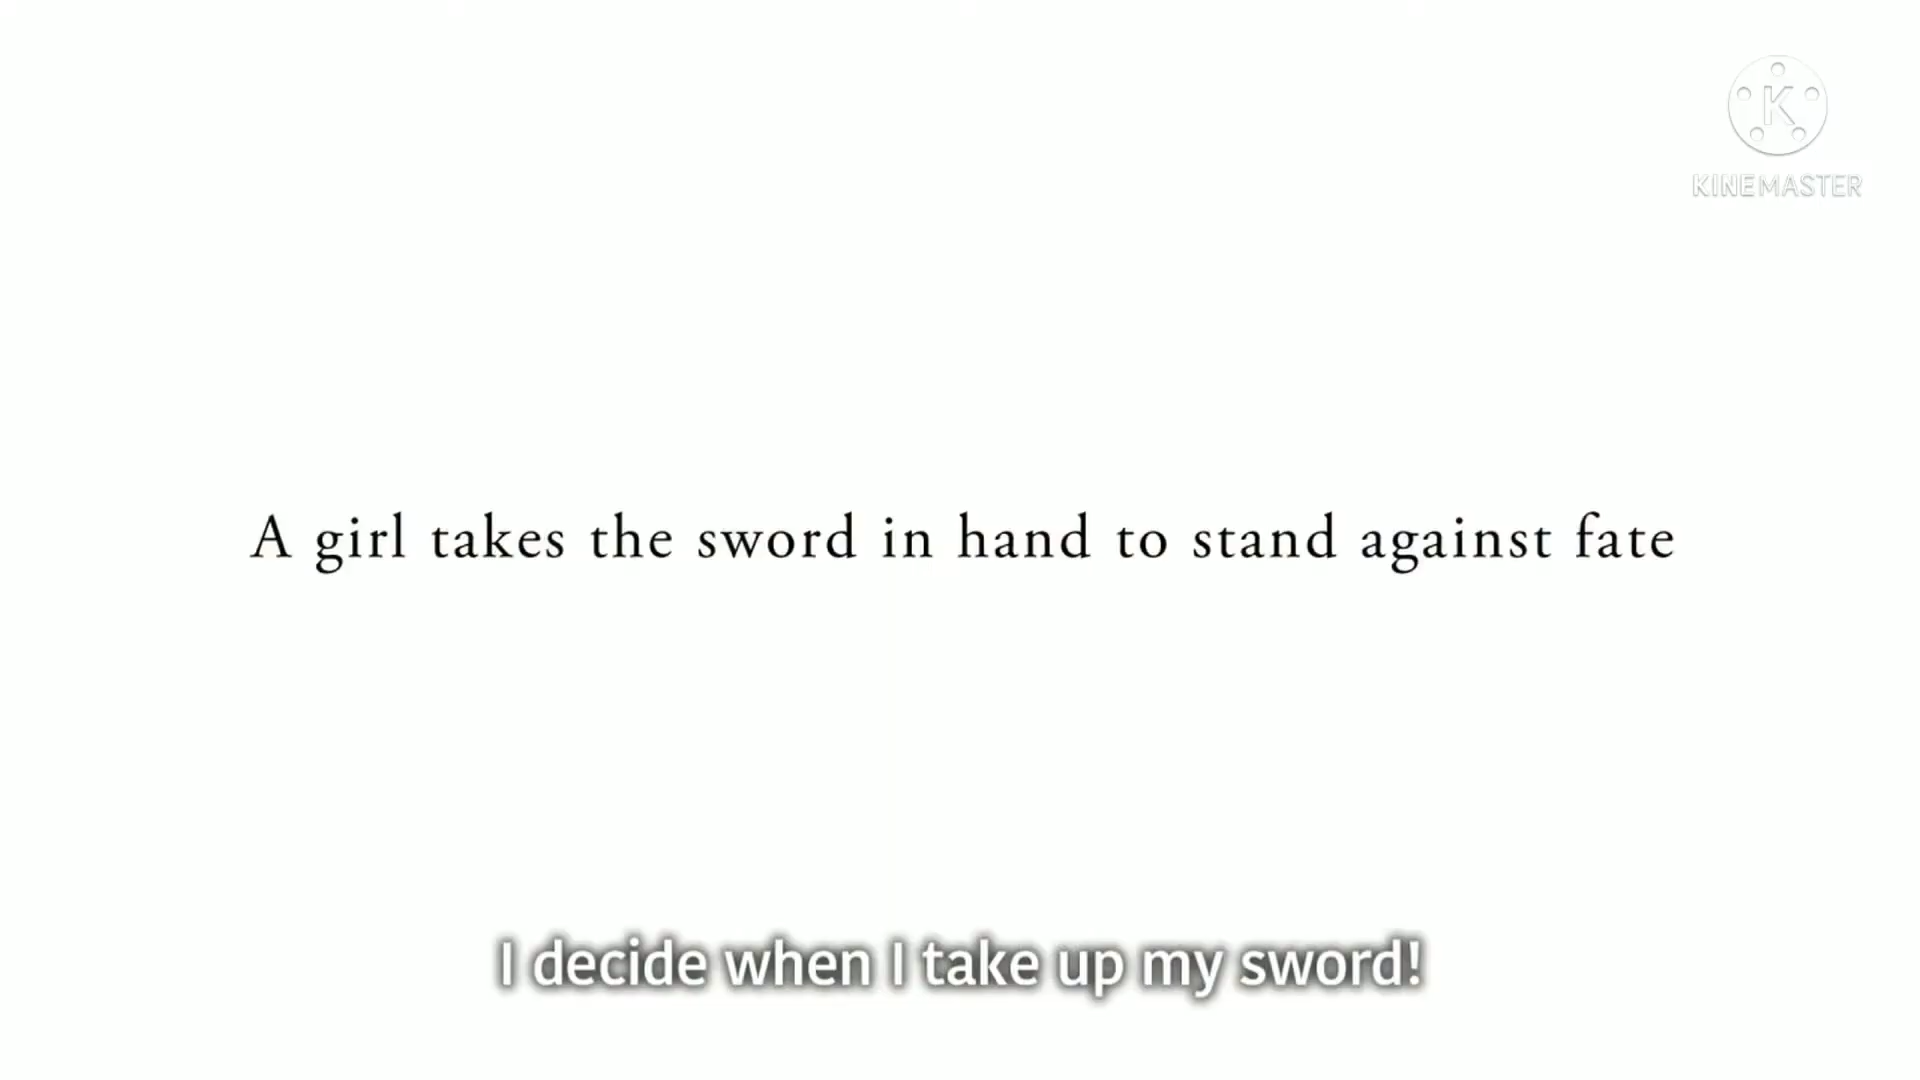 K
KINEMASTER
A girl takes the sword in hand to stand against fate
I decide when I take up my sword!